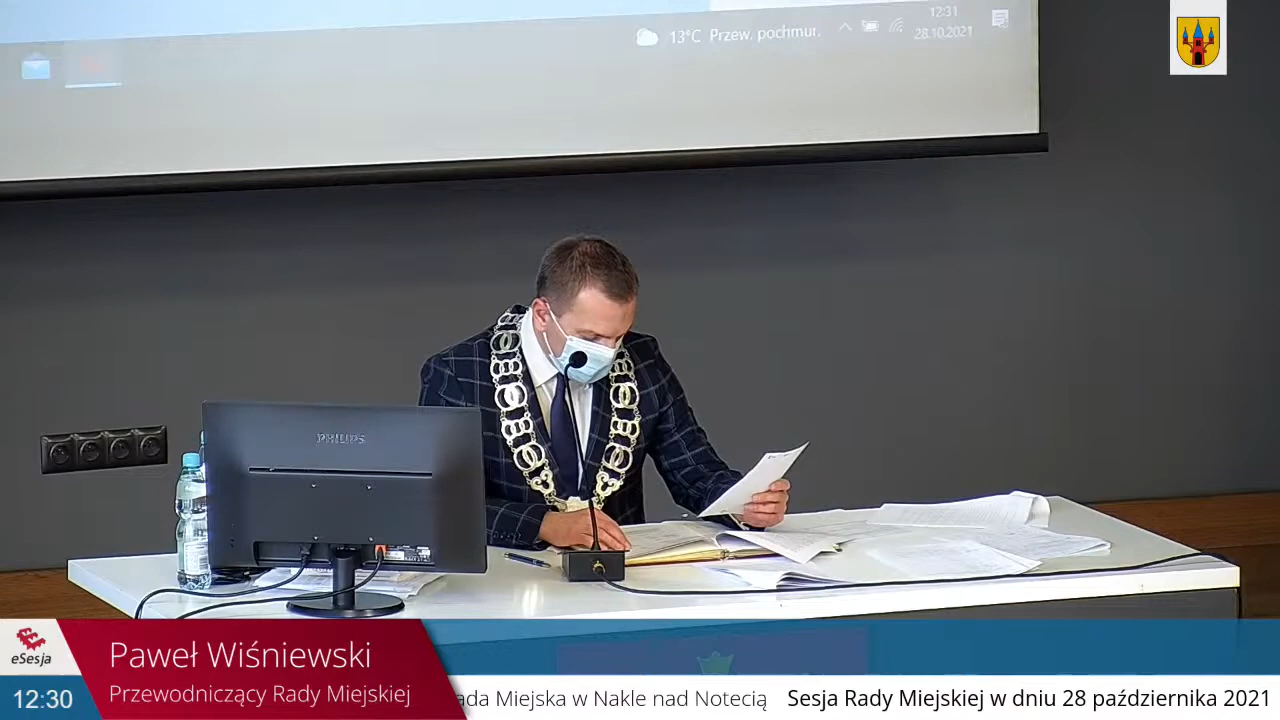 12:31
13°C Przew. pochmur.
28.10.2021
PHILIPS
eSesja
Paweł Wiśniewski
12:30
Przewodniczący Rady Miejskiej
ada Miejska w Nakle nad Notecią
Sesja Rady Miejskiej w dniu 28 października 2021